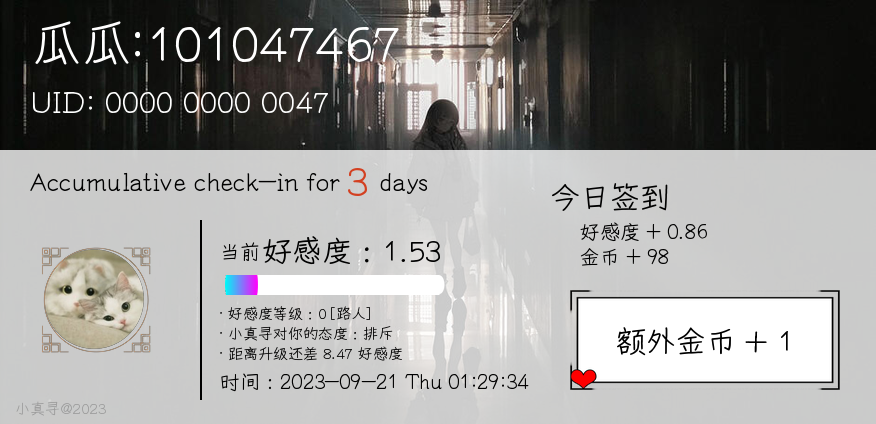 瓜瓜:101047467
UID: 0000 0000 0047
Accumulative check-in for 3 days
当前好感度：1.53
· 好感度等级：0 [路人]
· 小真寻对你的态度：排斥
· 距离升级还差 8.47 好感度
时间：2023-09-21 Thu 01:29:34
今日签到
好感度 + 0.86
金币 + 98
额外金币 + 1
小真寻@2023